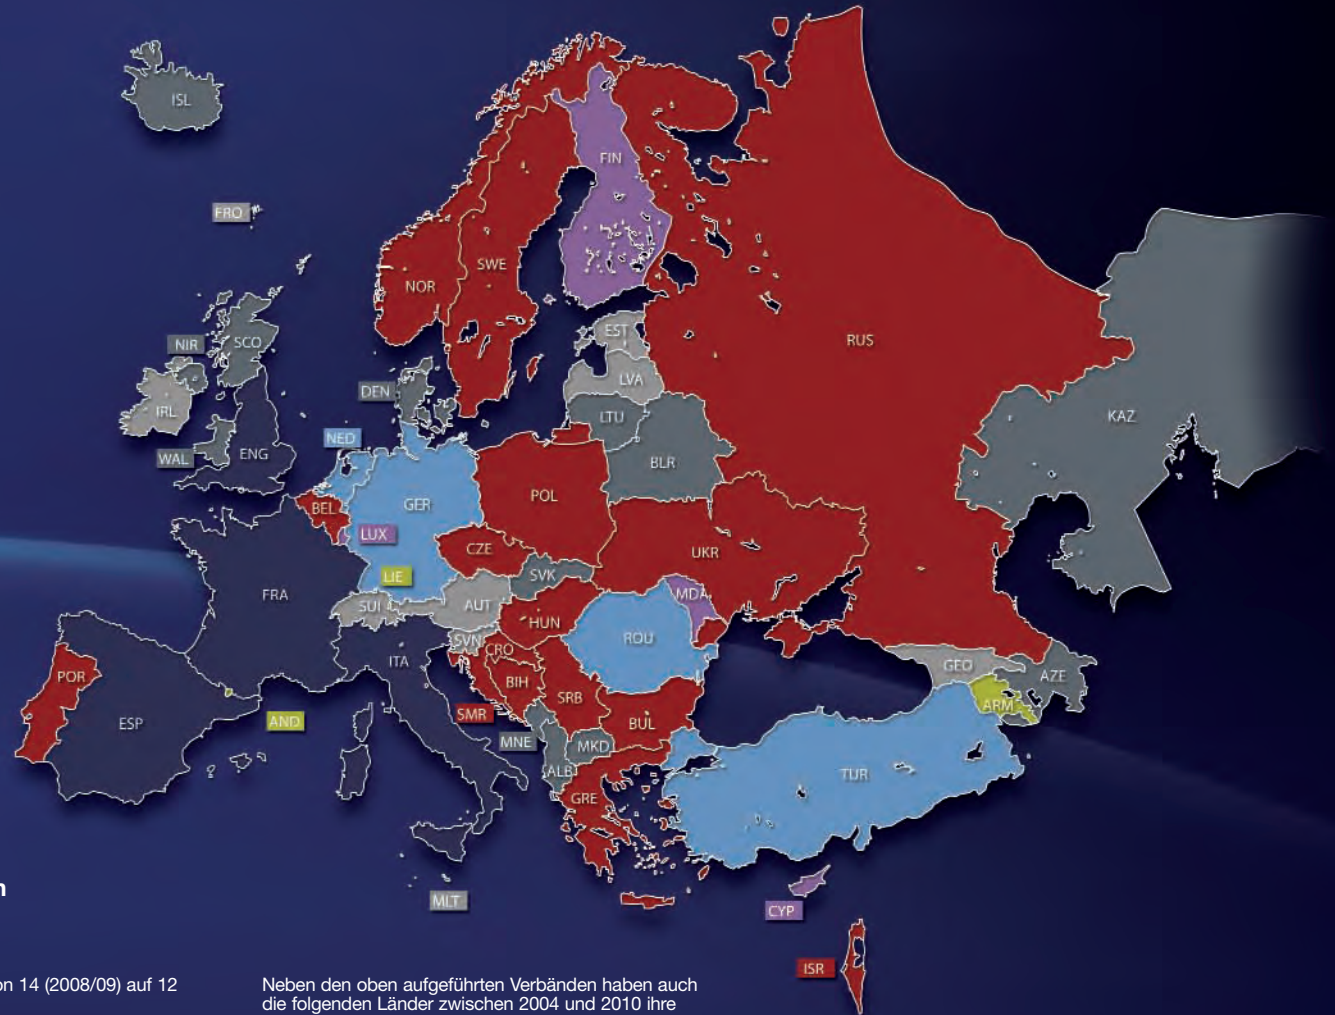 ISL
FIN
FRO
SWE
NOR
EST
NIR
SCO
RUS
LVA
DEN
IRL
LTU
KAZ
NED
WAL
ENG
BLR
GER
POL
BEL
LUX
CZE
UKR
LIE
SVK
FRA
MD
SUI
AUT
HUN
ROU
SVN
CRO
ITA
GEO
AZE
POR
BIH
SRB
ARM
SMR
AND
ESP
BUL
MNE
MKD
ALB
TUR
GRE
n
MLT
CYP
ISR
on 14 (2008/09) auf 12
Neben den oben aufgeführten Verbänden haben auch
die folgenden Länder zwischen 2004 und 2010 ihre